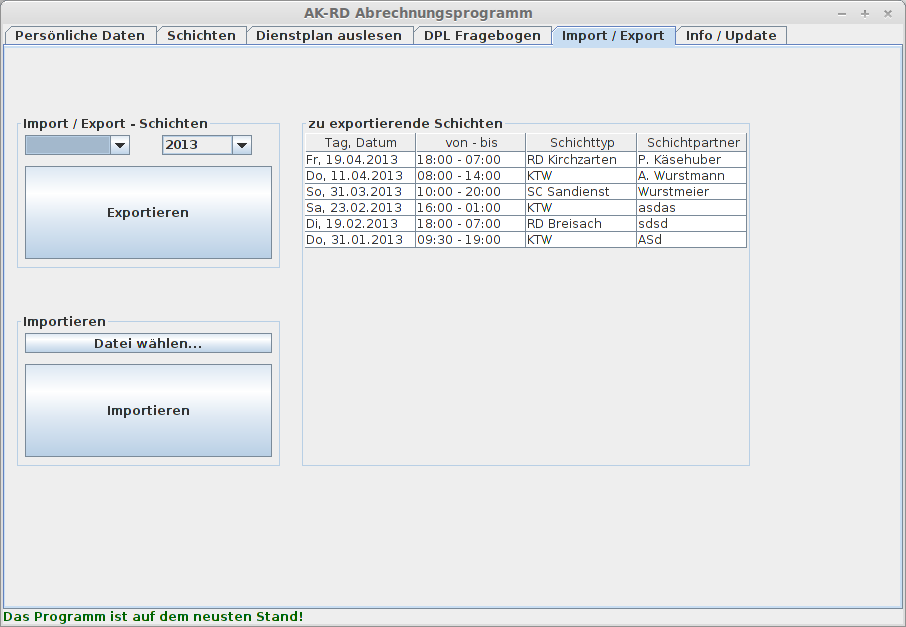 AK-RD Abrechnungsprogramm
Persönliche Daten Schichten Dienstplan auslesen DPL Fragebogen Import / Export Info / Update
Import / Export - Schichten
2013
Exportieren
Importieren
Datei wählen...
Importieren
zu exportierende Schichten
Tag, Datum von - bis Schichttyp Schichtpartner
Fr, 19.04.2013 18:00 - 07:00 RD Kirchzarten P. Käsehuber
Do, 11.04.2013 08:00 - 14:00 KTW A. Wurstmann
So, 31.03.2013 10:00 - 20:00 SC Sandienst Wurstmeier
Sa, 23.02.2013 16:00 - 01:00 KTW asdas
Di, 19.02.2013 18:00 - 07:00 RD Breisach sdsd
Do, 31.01.2013 09:30 - 19:00 KTW ASd
Das Programm ist auf dem neusten Stand!